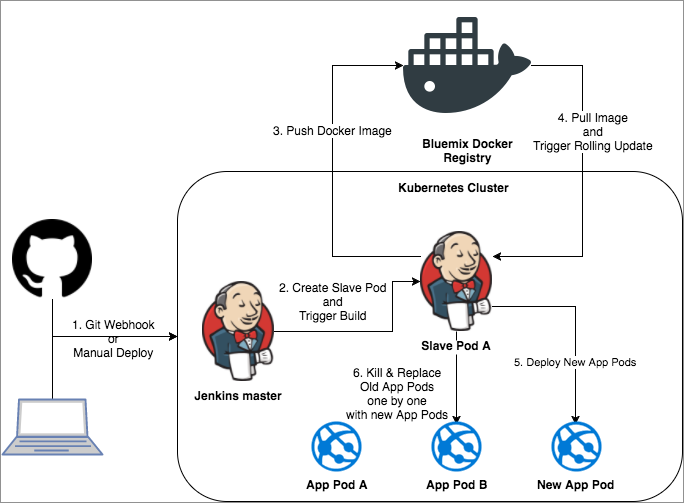 3. Push Docker Image
4. Pull Image
and
Trigger Rolling Update
Bluemix Docker
Registry
Kubernetes Cluster
1. Git Webhook
or
Manual Deploy
2. Create Slave Pod
and
Trigger Build
Jenkins master
Slave Pod A
5. Deploy New App Pods
6. Kill & Replace
Old App Pods
one by one
with new App Pods
App Pod A
App Pod B
New App Pod